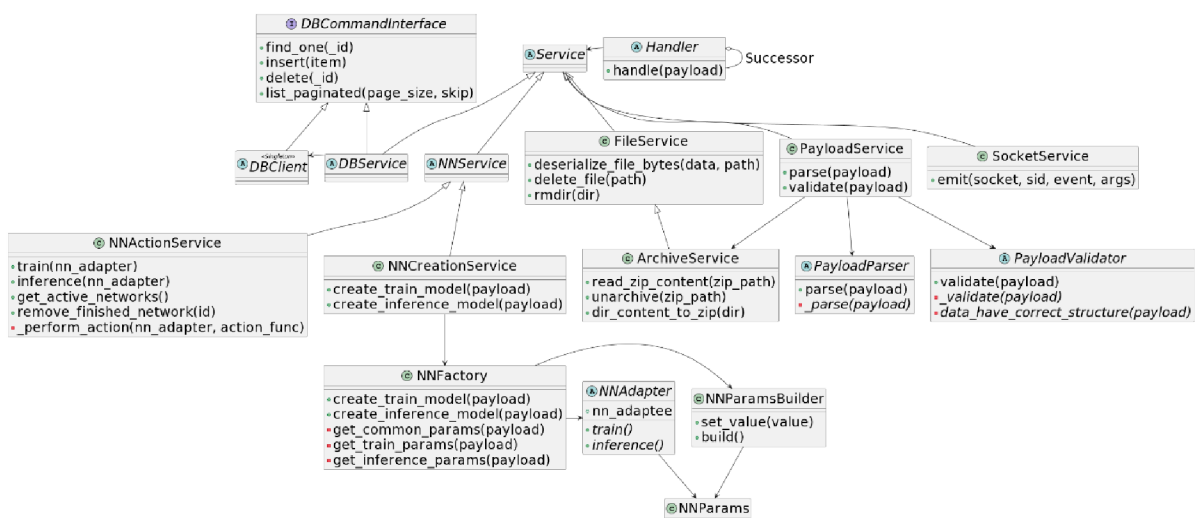 I DBCommandInterface
find_one(_id)
insert(item)
delete(_id)
list_paginated(page_size, skip)
A Service
A Handler
handle(payload)
Successor
«Singleton»
A DBClient
A DBService
A NNService
C FileService
deserialize_file_bytes(data, path)
delete_file(path)
rmdir(dir)
C PayloadService
parse(payload)
validate(payload)
C SocketService
emit(socket, sid, event, args)
C NNActionService
train(nn_adapter)
inference(nn_adapter)
get_active_networks()
remove_finished_network(id)
_perform_action(nn_adapter, action_func)
C NNCreationService
create_train_model(payload)
create_inference_model(payload)
C ArchiveService
read_zip_content(zip_path)
unarchive(zip_path)
dir_content_to_zip(dir)
A PayloadParser
parse(payload)
_parse(payload)
A PayloadValidator
validate(payload)
_validate(payload)
data_have_correct_structure(payload)
C NNFactory
create_train_model(payload)
create_inference_model(payload)
get_common_params(payload)
get_train_params(payload)
get_inference_params(payload)
A NNAdapter
nn_adaptee
train()
inference()
C NNParamsBuilder
set_value(value)
build()
C NNParams